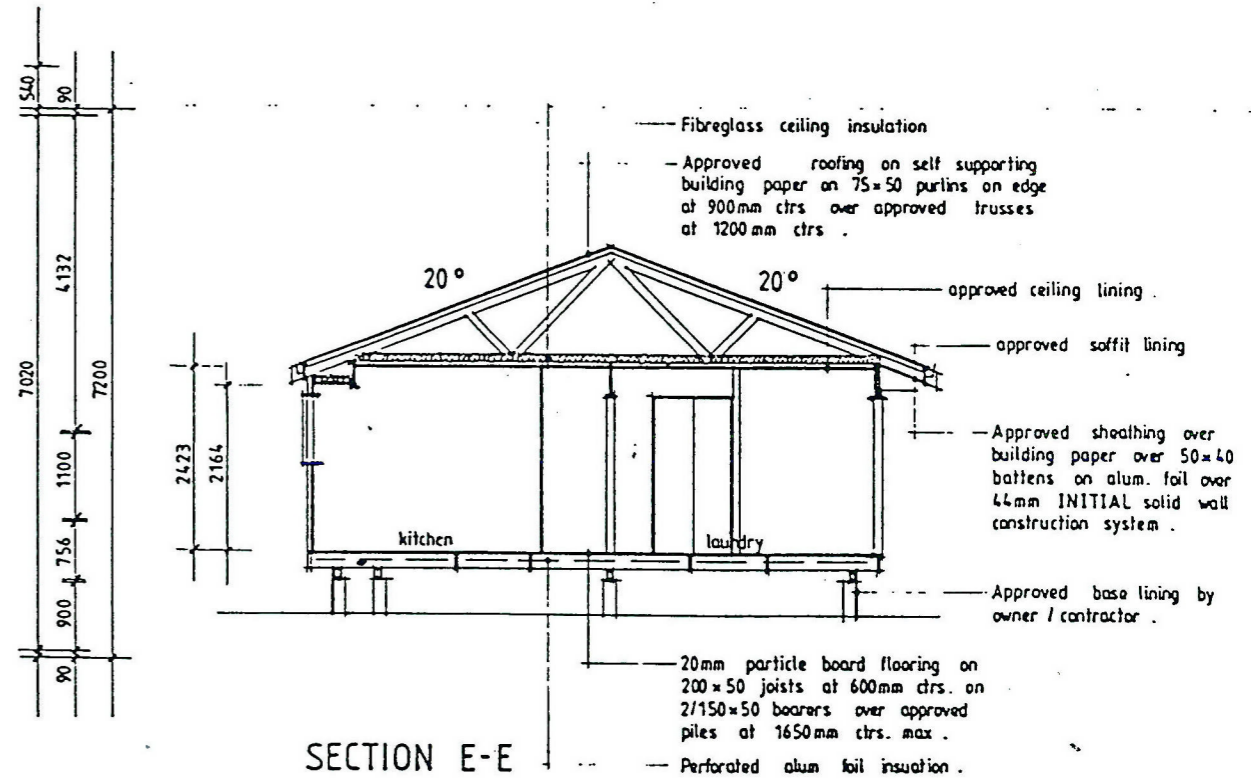 540
90
7020
4132
7200
1100
756
900
90
2423
2164
Fibreglass ceiling insulation
Approved roofing on self supporting
building paper on 75×50 purlins on edge
at 900mm ctrs over approved trusses
at 1200mm ctrs .
20°
20°
approved ceiling lining .
approved soffit lining
Approved sheathing over
building paper over 50×40
battens on alum. foil over
44mm INITIAL solid wall
construction system .
kitchen
laundry
Approved base lining by
owner / contractor .
20mm particle board flooring on
200×50 joists at 600mm ctrs. on
2/150×50 bearers over approved
piles at 1650mm ctrs. max .
SECTION E-E
Perforated alum foil insuation .